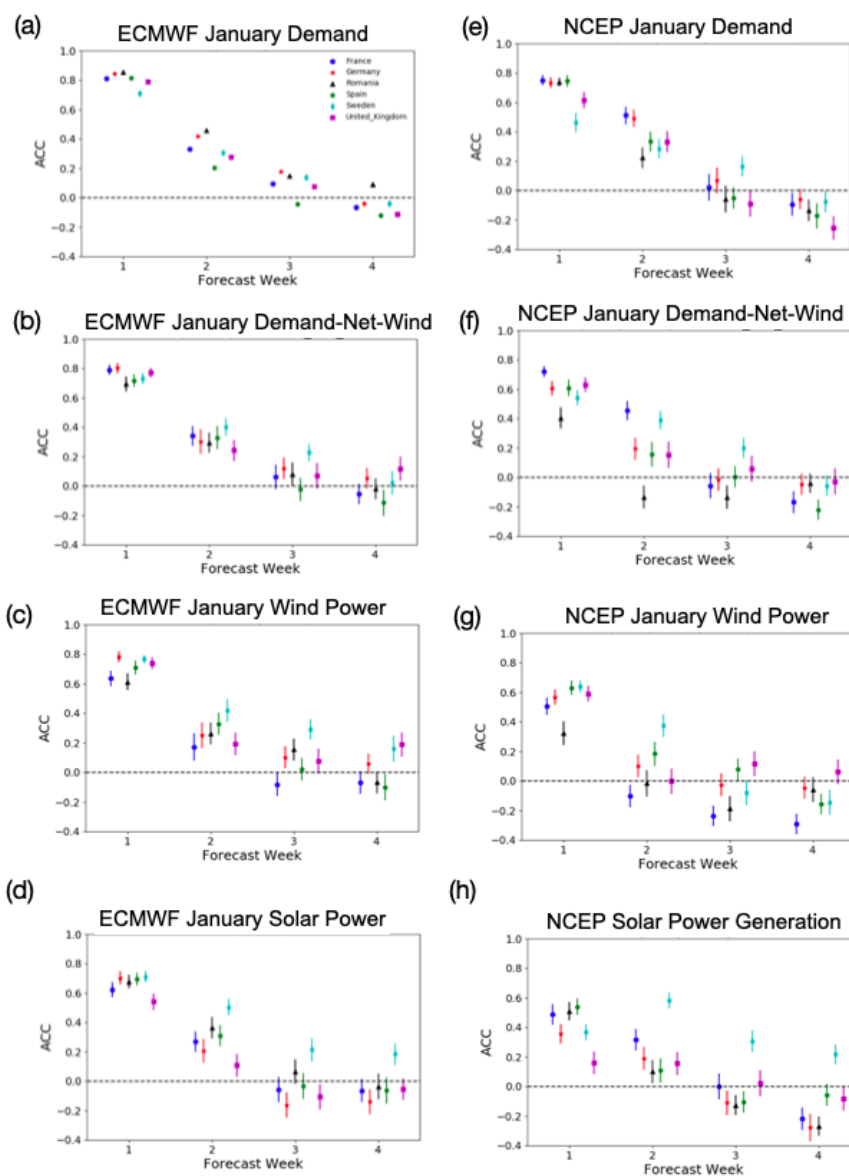 (a)
ECMWF January Demand
1.0
0.8
0.6
0.4
0.2
0.0
−0.2
−0.4
ACC
France
Germany
Romania
Spain
Sweden
United_Kingdom
1 2 3 4
Forecast Week
(e)
NCEP January Demand
1.0
0.8
0.6
0.4
0.2
0.0
−0.2
−0.4
ACC
1 2 3 4
Forecast Week
(b)
ECMWF January Demand-Net-Wind
1.0
0.8
0.6
0.4
0.2
0.0
−0.2
−0.4
ACC
1 2 3 4
Forecast Week
(f)
NCEP January Demand-Net-Wind
1.0
0.8
0.6
0.4
0.2
0.0
−0.2
−0.4
ACC
1 2 3 4
Forecast Week
(c)
ECMWF January Wind Power
1.0
0.8
0.6
0.4
0.2
0.0
−0.2
−0.4
ACC
1 2 3 4
Forecast Week
(g)
NCEP January Wind Power
1.0
0.8
0.6
0.4
0.2
0.0
−0.2
−0.4
ACC
1 2 3 4
Forecast Week
(d)
ECMWF January Solar Power
1.0
0.8
0.6
0.4
0.2
0.0
−0.2
−0.4
ACC
1 2 3 4
Forecast Week
(h)
NCEP Solar Power Generation
1.0
0.8
0.6
0.4
0.2
0.0
−0.2
−0.4
ACC
1 2 3 4
Forecast Week